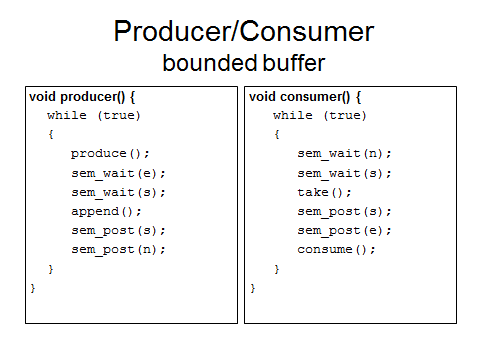 Producer/Consumer
bounded buffer
void producer() {
while (true)
{
produce();
sem_wait(e);
sem_wait(s);
append();
sem_post(s);
sem_post(n);
}
}
void consumer() {
while (true)
{
sem_wait(n);
sem_wait(s);
take();
sem_post(s);
sem_post(e);
consume();
}
}